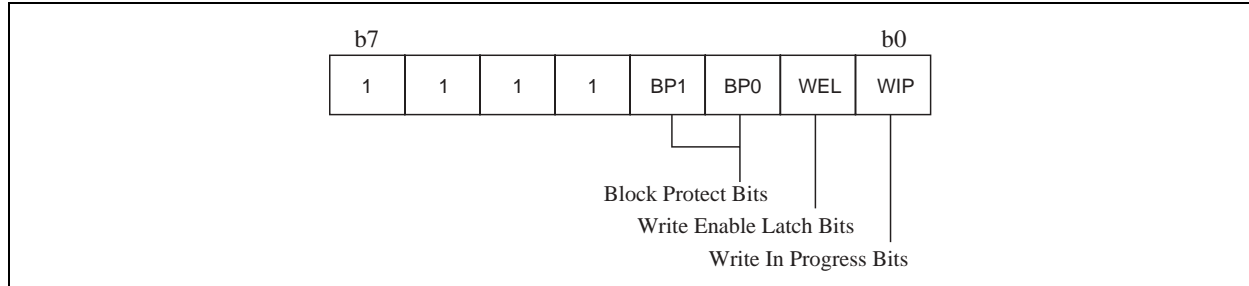 b7 b0
1 1 1 1 BP1 BP0 WEL WIP
Block Protect Bits
Write Enable Latch Bits
Write In Progress Bits